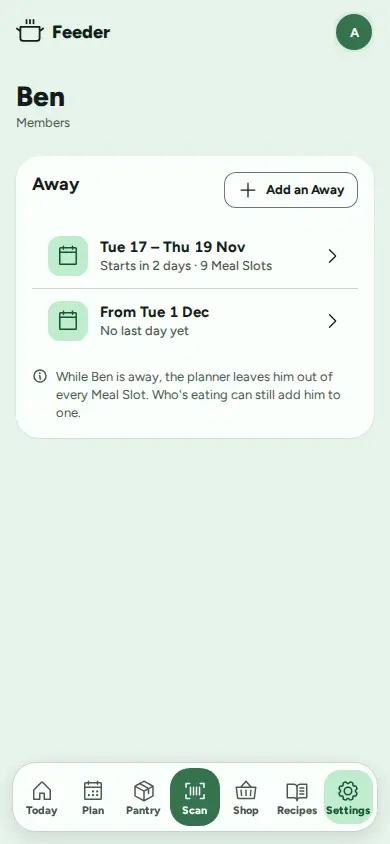 Feeder
A
Ben
Members
Away
Add an Away
Tue 17 – Thu 19 Nov
Starts in 2 days · 9 Meal Slots
From Tue 1 Dec
No last day yet
While Ben is away, the planner leaves him out of
every Meal Slot. Who's eating can still add him to
one.
Today
Plan
Pantry
Scan
Shop
Recipes
Settings